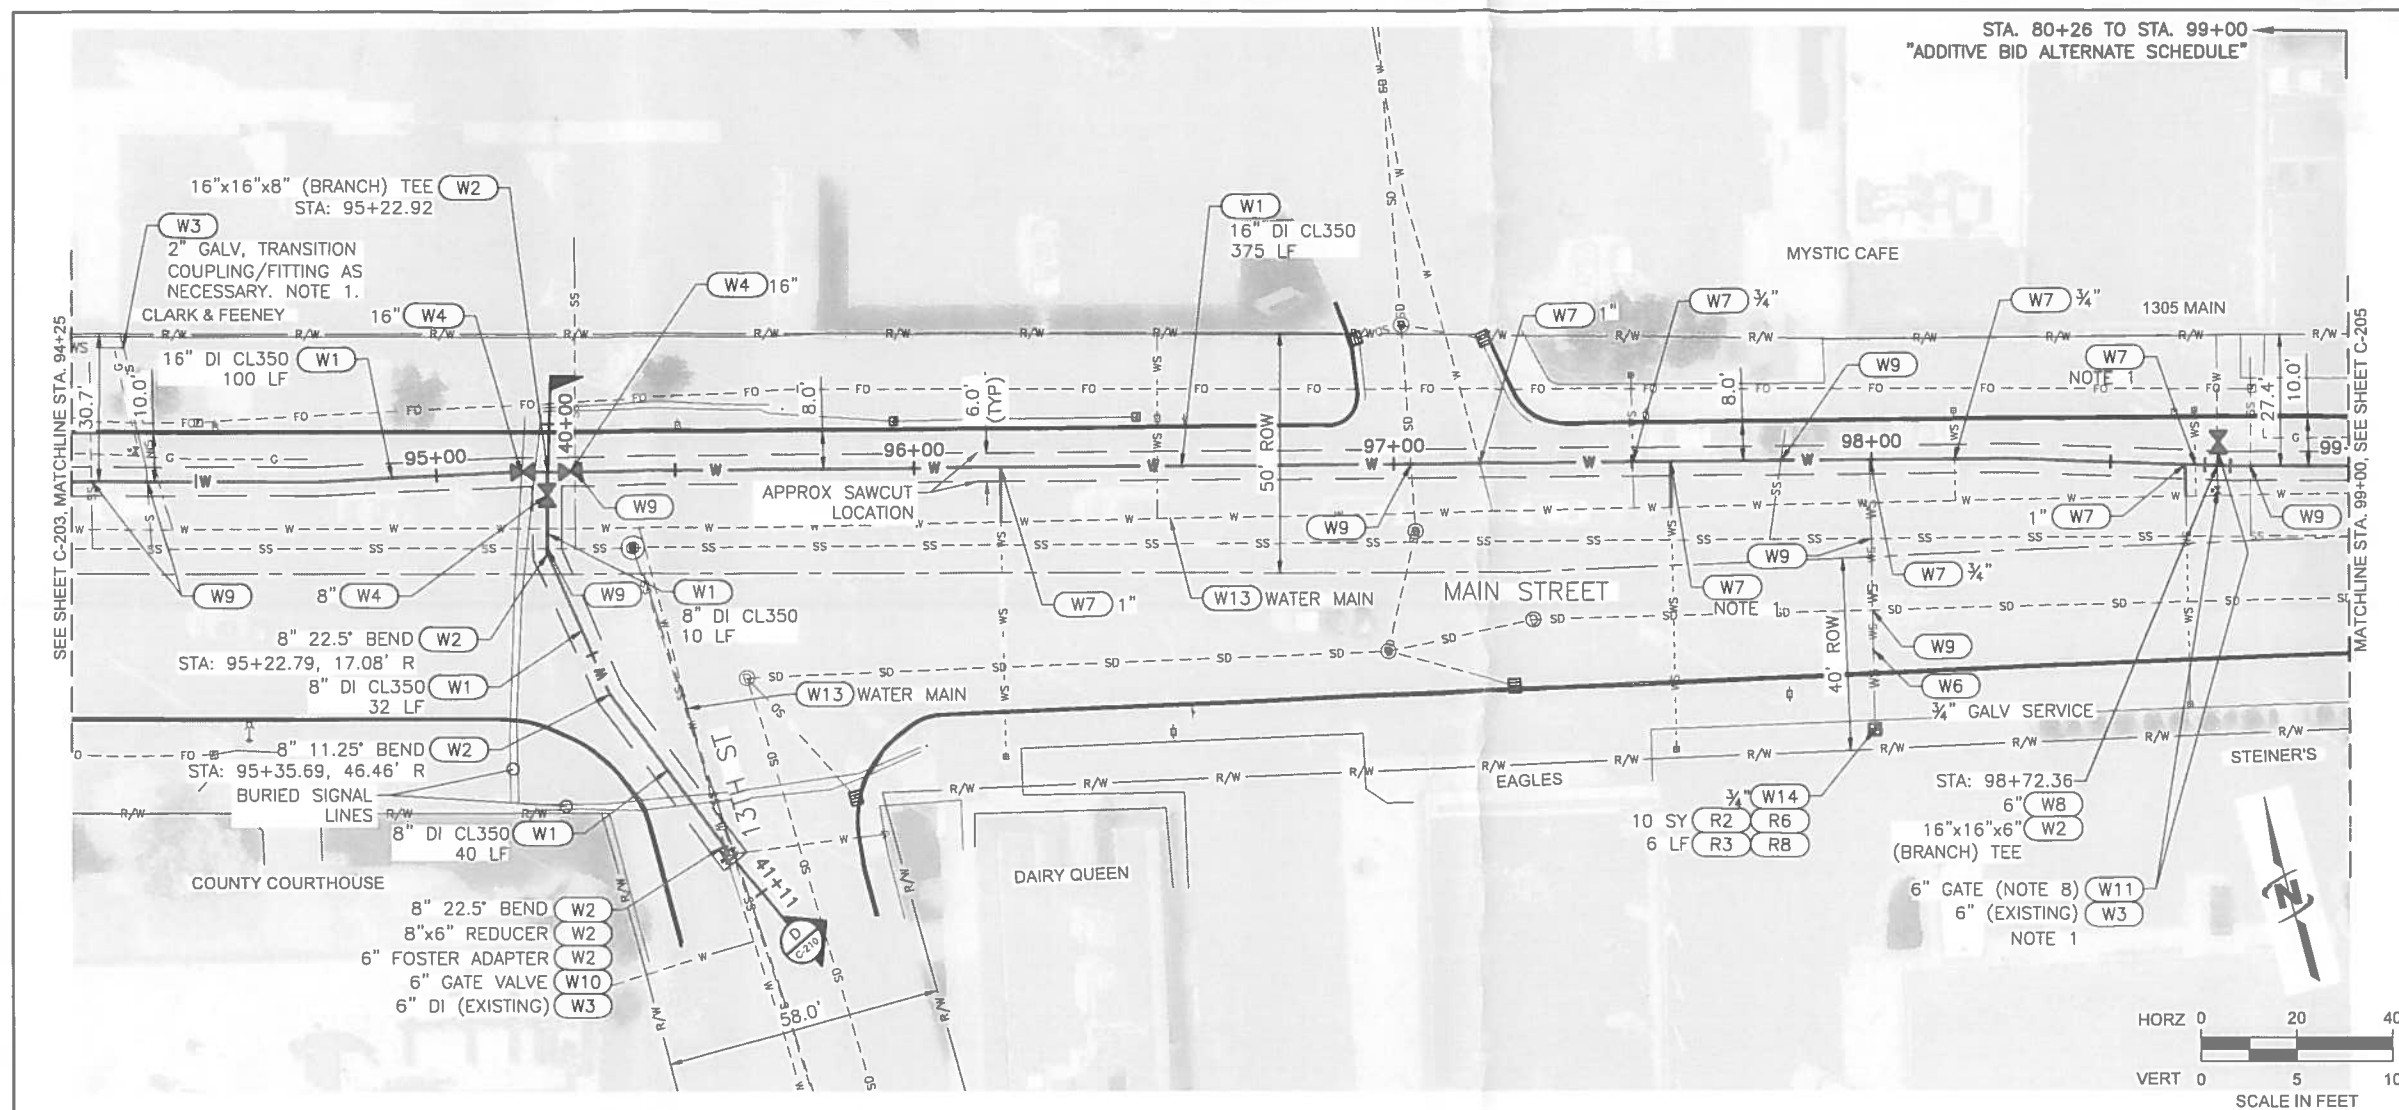 STA. 80+26 TO STA. 99+00
"ADDITIVE BID ALTERNATE SCHEDULE"
16"x16"x8" (BRANCH) TEE W2
STA: 95+22.92
W3
2" GALV, TRANSITION
COUPLING/FITTING AS
NECESSARY. NOTE 1.
CLARK & FEENEY
16" W4
W4 16"
16" DI CL350 W1
100 LF
W1
16" DI CL350
375 LF
MYSTIC CAFE
W7 1"
W7 ¾"
W7 ¾"
1305 MAIN
W7
NOTE 1
W9
SEE SHEET C-203, MATCHLINE STA. 94+25
MATCHLINE STA. 99+00, SEE SHEET C-205
30.7'
10.0'
8.0'
6.0'
(TYP)
50' ROW
8.0'
27.4'
10.0'
40+00
95+00
96+00
97+00
98+00
99
APPROX SAWCUT
LOCATION
W9
W9
1" W7
W9
W9
W9
8" W4
W9
W1
8" DI CL350
10 LF
W7 1"
W13 WATER MAIN
MAIN STREET
W7
NOTE 1
W7 ¾"
8" 22.5° BEND W2
STA: 95+22.79, 17.08' R
8" DI CL350 W1
32 LF
W13 WATER MAIN
40' ROW
W9
W6
¾" GALV SERVICE
8" 11.25° BEND W2
STA: 95+35.69, 46.46' R
BURIED SIGNAL
LINES
8" DI CL350 W1
40 LF
13TH ST
41+11
COUNTY COURTHOUSE
DAIRY QUEEN
EAGLES
STEINER'S
¾" W14
10 SY R2 R6
6 LF R3 R8
STA: 98+72.36
6" W8
16"x16"x6" W2
(BRANCH) TEE
6" GATE (NOTE 8) W11
6" (EXISTING) W3
NOTE 1
8" 22.5° BEND W2
8"x6" REDUCER W2
6" FOSTER ADAPTER W2
6" GATE VALVE W10
6" DI (EXISTING) W3
D
C-210
58.0'
N
HORZ 0 20 40
VERT 0 5 10
SCALE IN FEET